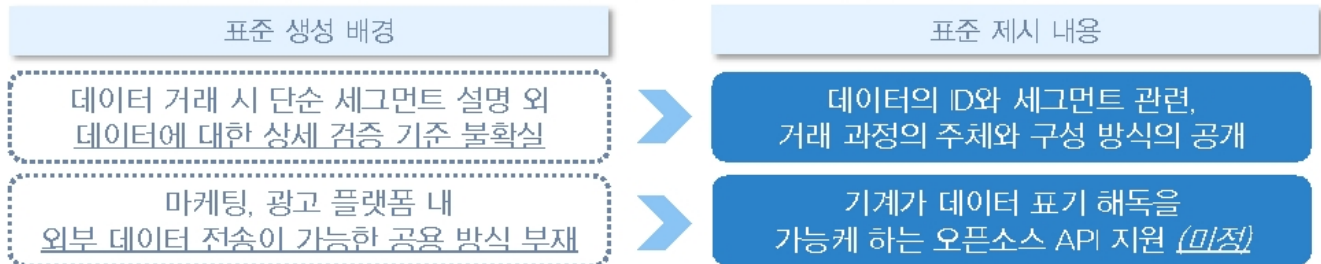 표준 생성 배경
표준 제시 내용
데이터 거래 시 단순 세그먼트 설명 외
데이터에 대한 상세 검증 기준 불확실
데이터의 ID와 세그먼트 관련,
거래 과정의 주체와 구성 방식의 공개
마케팅, 광고 플랫폼 내
외부 데이터 전송이 가능한 공용 방식 부재
기계가 데이터 표기 해독을
가능케 하는 오픈소스 API 지원 (미정)